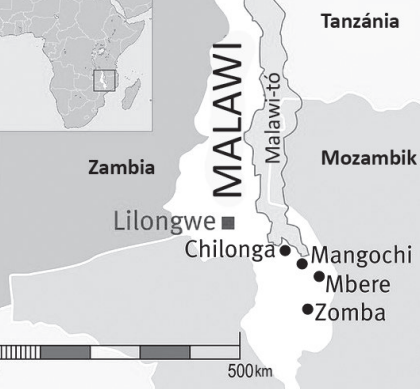 Tanzánia
MALAWI
Malawi-tó
Zambia
Mozambik
Lilongwe
Chilonga
Mangochi
Mbere
Zomba
500km